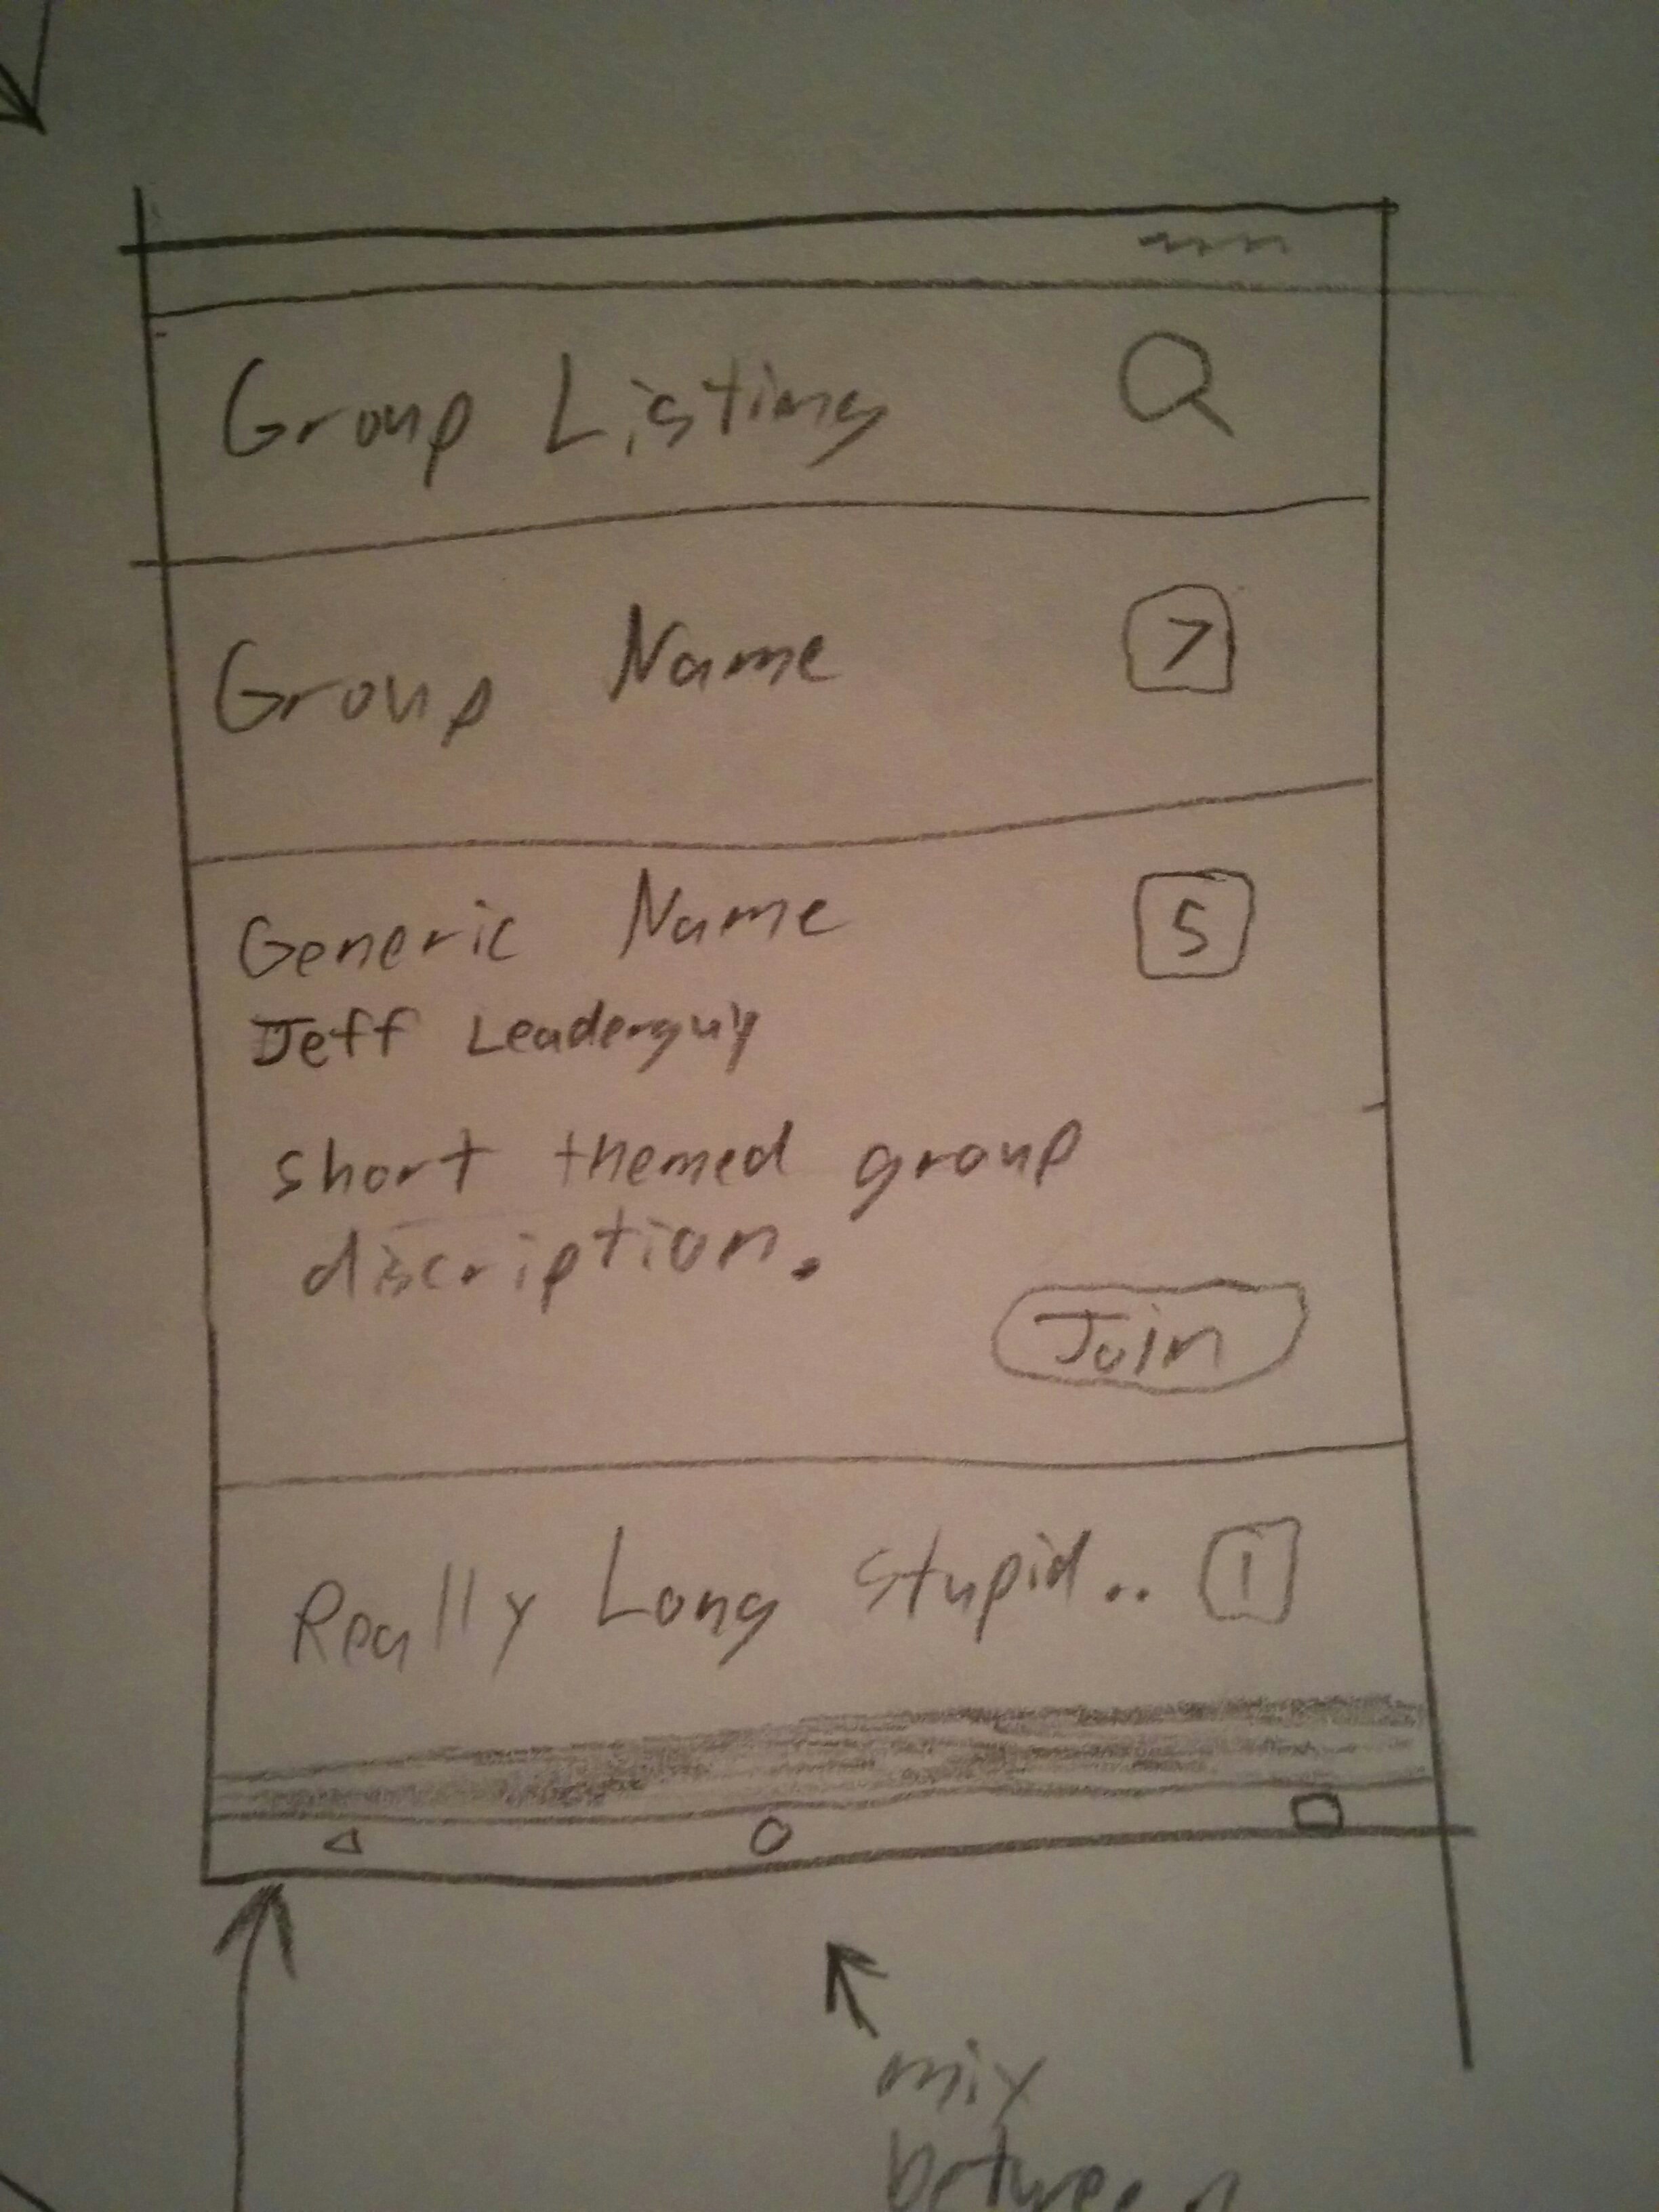 Group Listing
Group Name 7
Generic Name 5
Jeff Leaderguy
short themed group
discription.
Join
Really Long Stupid.. 1
mix
between